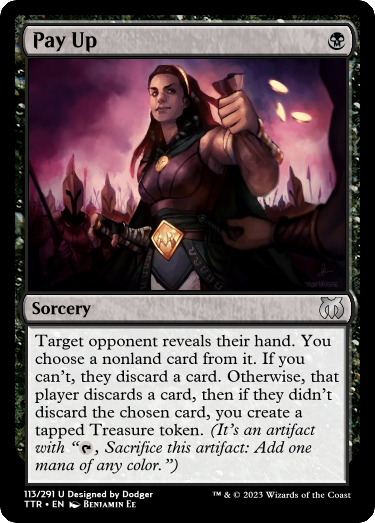 Pay Up
Sorcery
Target opponent reveals their hand. You
choose a nonland card from it. If you
can't, they discard a card. Otherwise, that
player discards a card, then if they didn't
discard the chosen card, you create a
tapped Treasure token. (It's an artifact
with “, Sacrifice this artifact: Add one
mana of any color.”)
113/291 U Designed by Dodger
TTR • EN Benjamin Ee
™ & © 2023 Wizards of the Coast